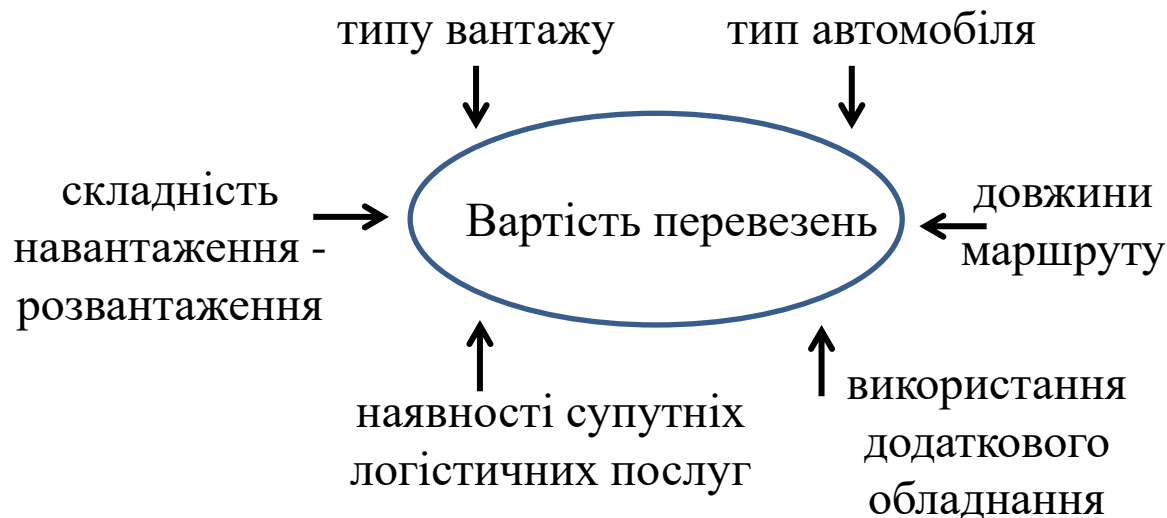 типу вантажу
тип автомобіля
складність
навантаження -
розвантаження
Вартість перевезень
довжини
маршруту
наявності супутніх
логістичних послуг
використання
додаткового
обладнання